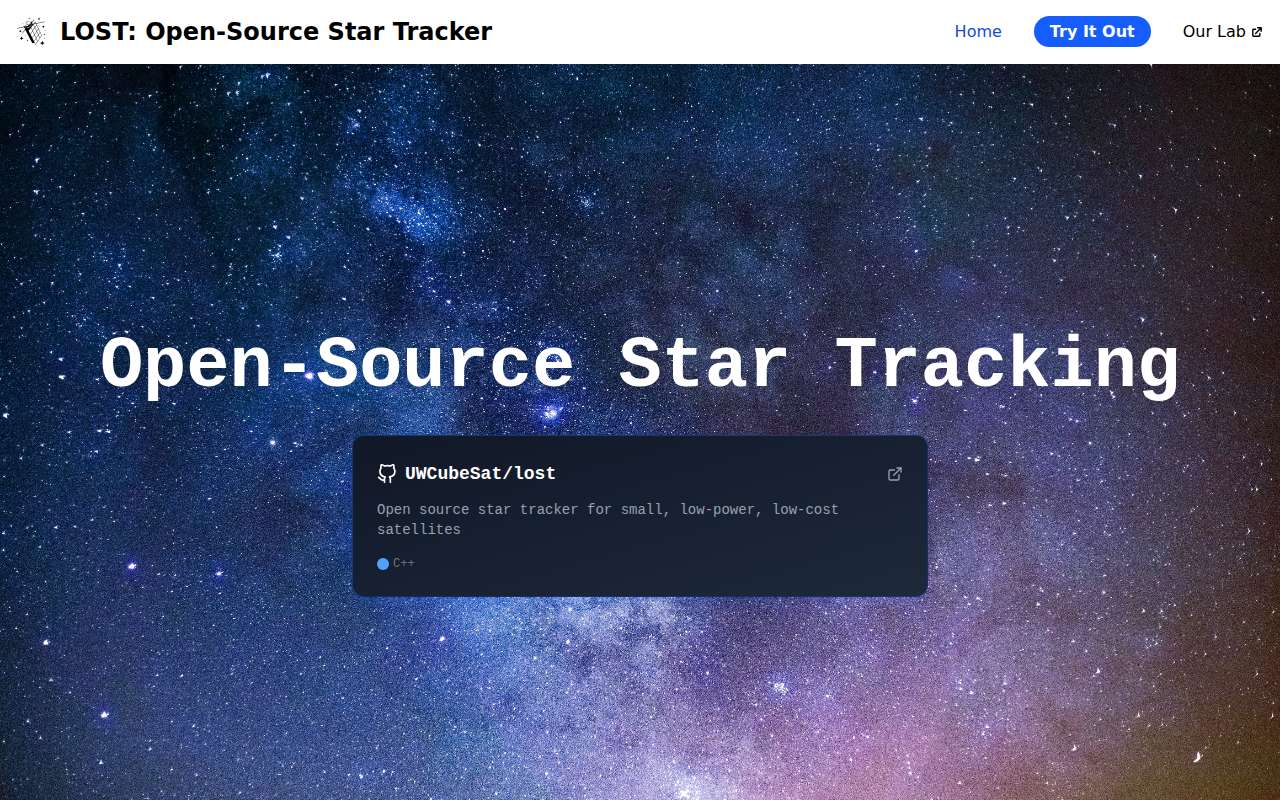 LOST: Open-Source Star Tracker
Home
Try It Out
Our Lab
Open-Source Star Tracking
UWCubeSat/lost
Open source star tracker for small, low-power, low-cost
satellites
C++